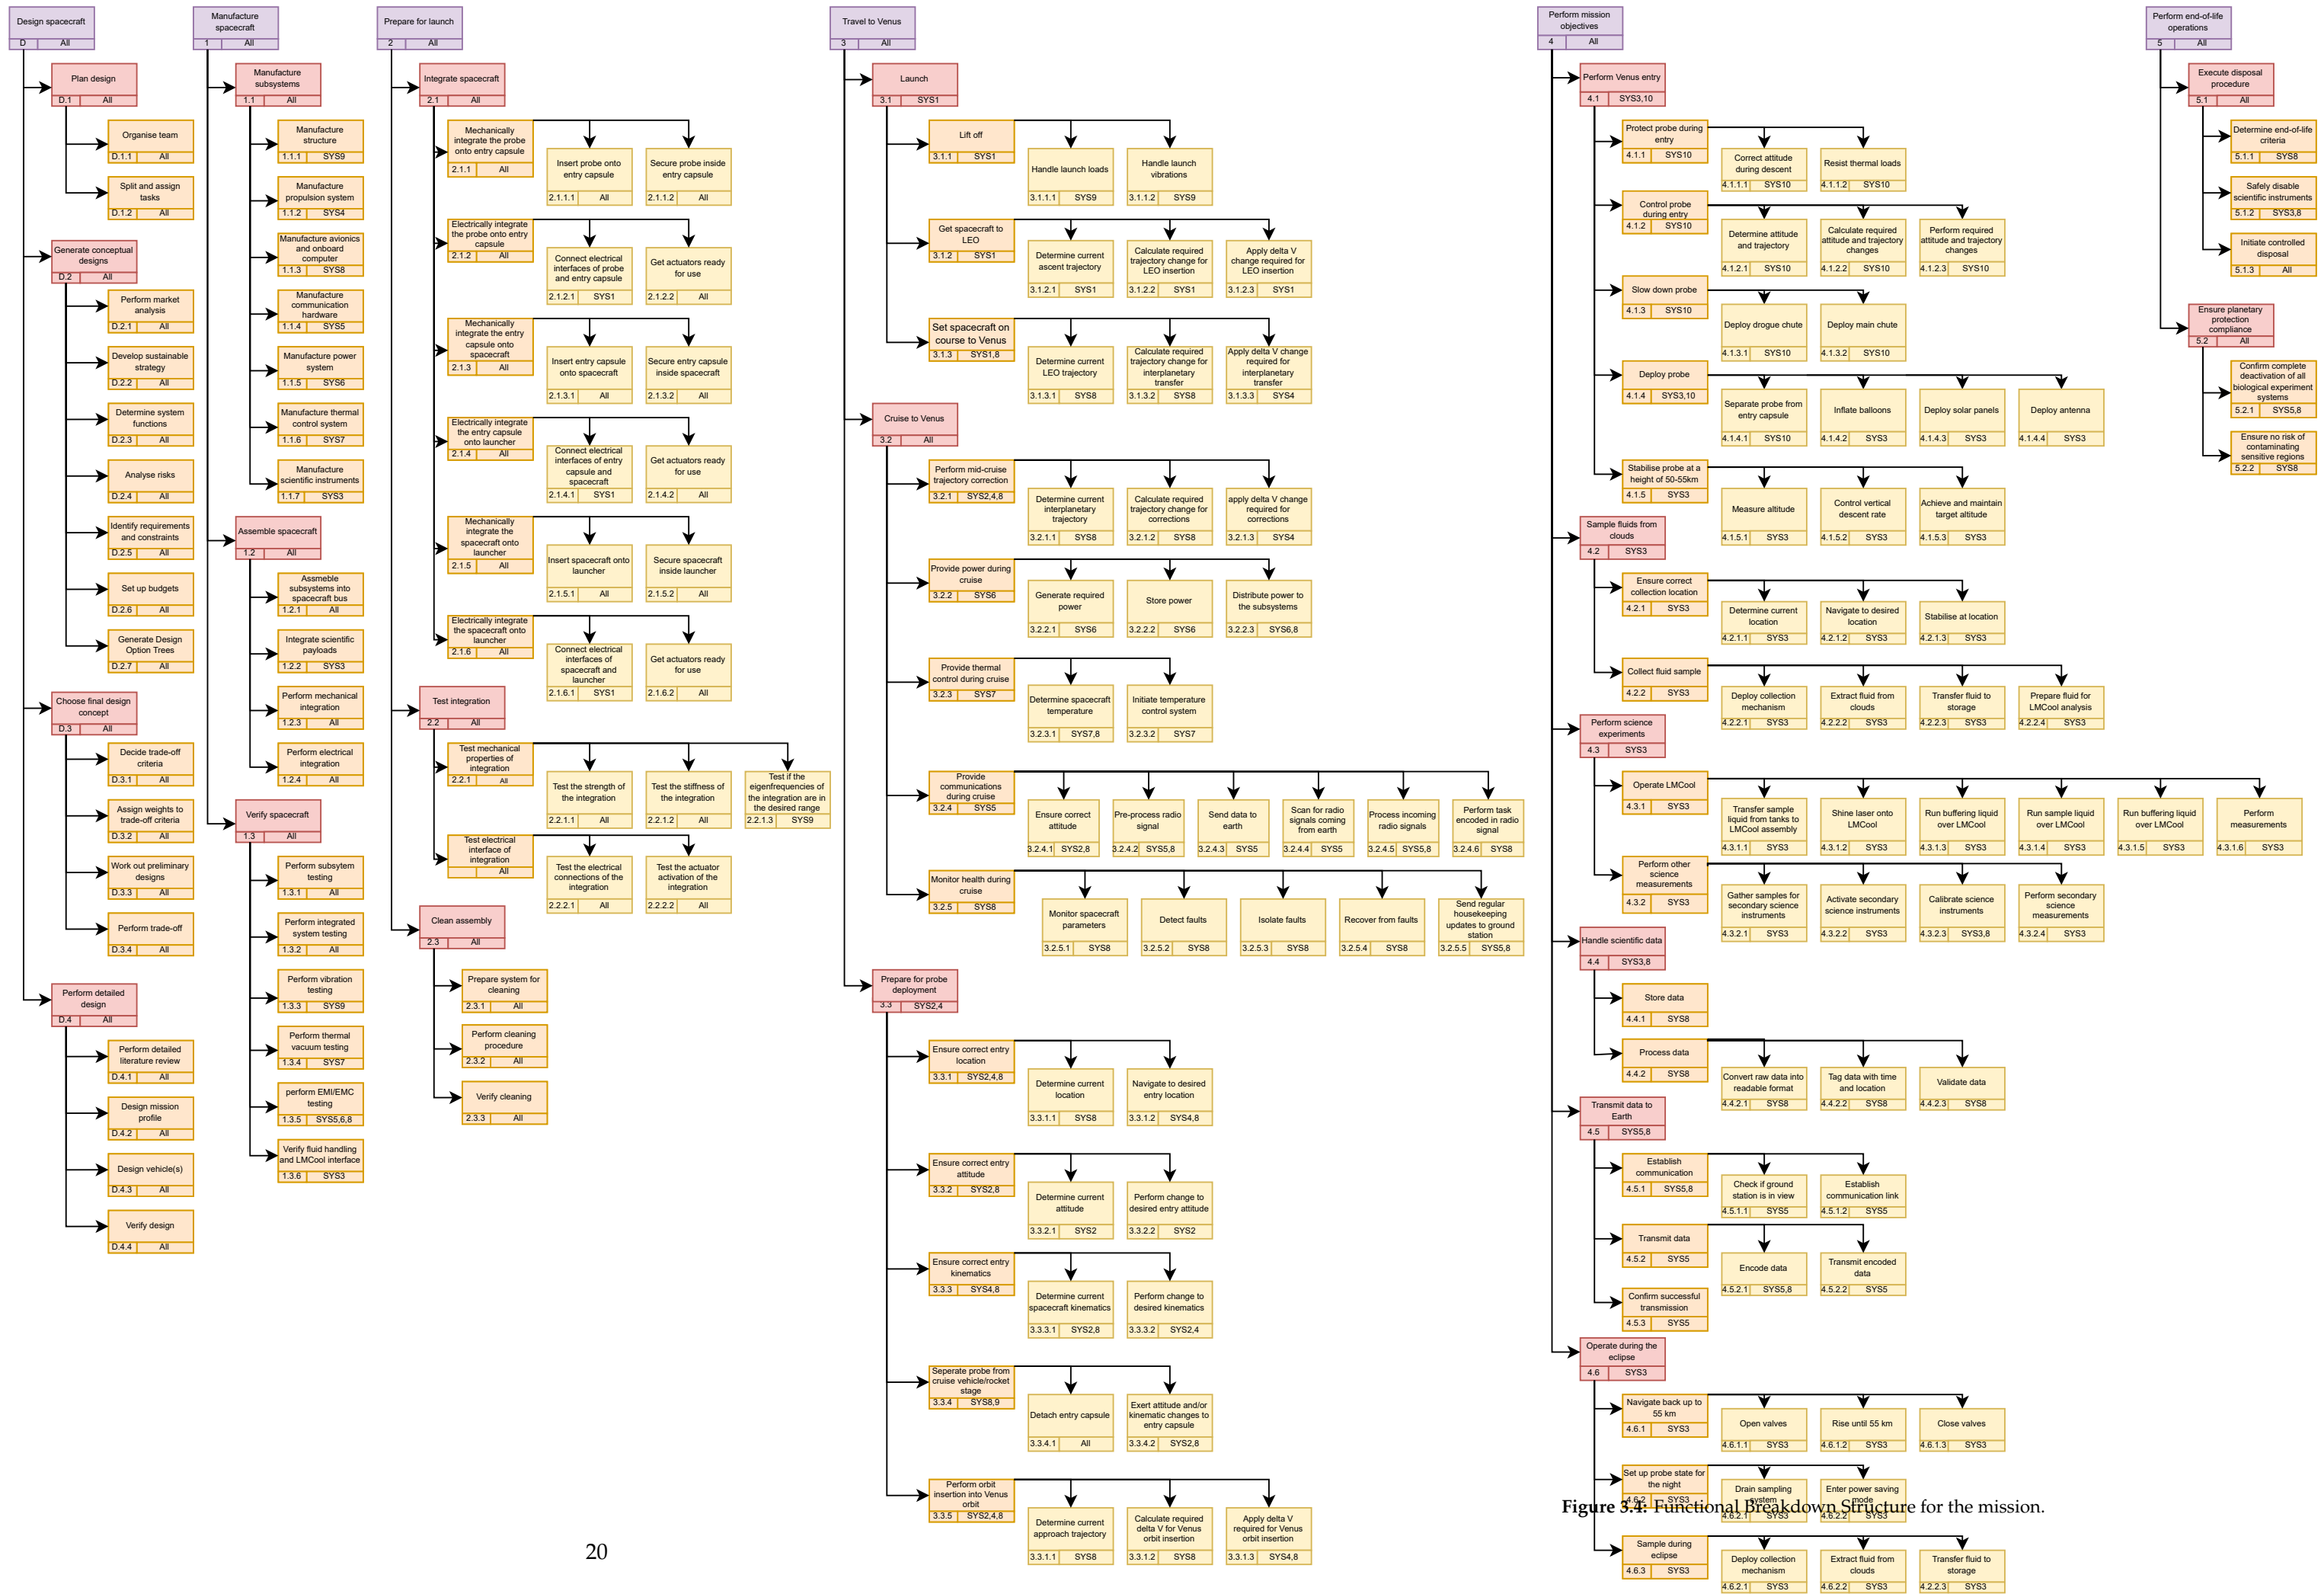 Design spacecraft
D All
Plan design
D.1 All
Organise team
D.1.1 All
Split and assign
tasks
D.1.2 All
Generate conceptual
designs
D.2 All
Perform market
analysis
D.2.1 All
Develop sustainable
strategy
D.2.2 All
Determine system
functions
D.2.3 All
Analyse risks
D.2.4 All
Identify requirements
and constraints
D.2.5 All
Set up budgets
D.2.6 All
Generate Design
Option Trees
D.2.7 All
Choose final design
concept
D.3 All
Decide trade-off
criteria
D.3.1 All
Assign weights to
trade-off criteria
D.3.2 All
Work out preliminary
designs
D.3.3 All
Perform trade-off
D.3.4 All
Perform detailed
design
D.4 All
Perform detailed
literature review
D.4.1 All
Design mission
profile
D.4.2 All
Design vehicle(s)
D.4.3 All
Verify design
D.4.4 All
Manufacture
spacecraft
1 All
Manufacture
subsystems
1.1 All
Manufacture
structure
1.1.1 SYS9
Manufacture
propulsion system
1.1.2 SYS4
Manufacture avionics
and onboard
computer
1.1.3 SYS8
Manufacture
communication
hardware
1.1.4 SYS5
Manufacture power
system
1.1.5 SYS6
Manufacture thermal
control system
1.1.6 SYS7
Manufacture
scientific instruments
1.1.7 SYS3
Assemble spacecraft
1.2 All
Assmeble
subsystems into
spacecraft bus
1.2.1 All
Integrate scientific
payloads
1.2.2 SYS3
Perform mechanical
integration
1.2.3 All
Perform electrical
integration
1.2.4 All
Verify spacecraft
1.3 All
Perform subsytem
testing
1.3.1 All
Perform integrated
system testing
1.3.2 All
Perform vibration
testing
1.3.3 SYS9
Perform thermal
vacuum testing
1.3.4 SYS7
perform EMI/EMC
testing
1.3.5 SYS5,6,8
Verify fluid handling
and LMCool interface
1.3.6 SYS3
Prepare for launch
2 All
Integrate spacecraft
2.1 All
Mechanically
integrate the probe
onto entry capsule
2.1.1 All
Insert probe onto
entry capsule
2.1.1.1 All
Secure probe inside
entry capsule
2.1.1.2 All
Electrically integrate
the probe onto entry
capsule
2.1.2 All
Connect electrical
interfaces of probe
and entry capsule
2.1.2.1 SYS1
Get actuators ready
for use
2.1.2.2 All
Mechanically
integrate the entry
capsule onto
spacecraft
2.1.3 All
Insert entry capsule
onto spacecraft
2.1.3.1 All
Secure entry capsule
inside spacecraft
2.1.3.2 All
Electrically integrate
the entry capsule
onto launcher
2.1.4 All
Connect electrical
interfaces of entry
capsule and
spacecraft
2.1.4.1 SYS1
Get actuators ready
for use
2.1.4.2 All
Mechanically
integrate the
spacecraft onto
launcher
2.1.5 All
Insert spacecraft onto
launcher
2.1.5.1 All
Secure spacecraft
inside launcher
2.1.5.2 All
Electrically integrate
the spacecraft onto
launcher
2.1.6 All
Connect electrical
interfaces of
spacecraft and
launcher
2.1.6.1 SYS1
Get actuators ready
for use
2.1.6.2 All
Test integration
2.2 All
Test mechanical
properties of
integration
2.2.1 All
Test the strength of
the integration
2.2.1.1 All
Test the stiffness of
the integration
2.2.1.2 All
Test if the
eigenfrequencies of
the integration are in
the desired range
2.2.1.3 SYS9
Test electrical
interface of
integration
All
Test the electrical
connections of the
integration
2.2.2.1 All
Test the actuator
activation of the
integration
2.2.2.2 All
Clean assembly
2.3 All
Prepare system for
cleaning
2.3.1 All
Perform cleaning
procedure
2.3.2 All
Verify cleaning
2.3.3 All
Travel to Venus
3 All
Launch
3.1 SYS1
Lift off
3.1.1 SYS1
Handle launch loads
3.1.1.1 SYS9
Handle launch
vibrations
3.1.1.2 SYS9
Get spacecraft to
LEO
3.1.2 SYS1
Determine current
ascent trajectory
3.1.2.1 SYS1
Calculate required
trajectory change for
LEO insertion
3.1.2.2 SYS1
Apply delta V
change required for
LEO insertion
3.1.2.3 SYS1
Set spacecraft on
course to Venus
3.1.3 SYS1,8
Determine current
LEO trajectory
3.1.3.1 SYS8
Calculate required
trajectory change for
interplanetary
transfer
3.1.3.2 SYS8
Apply delta V change
required for
interplanetary
transfer
3.1.3.3 SYS4
Cruise to Venus
3.2 All
Perform mid-cruise
trajectory correction
3.2.1 SYS2,4,8
Determine current
interplanetary
trajectory
3.2.1.1 SYS8
Calculate required
trajectory change for
corrections
3.2.1.2 SYS8
apply delta V change
required for
corrections
3.2.1.3 SYS4
Provide power during
cruise
3.2.2 SYS6
Generate required
power
3.2.2.1 SYS6
Store power
3.2.2.2 SYS6
Distribute power to
the subsystems
3.2.2.3 SYS6,8
Provide thermal
control during cruise
3.2.3 SYS7
Determine spacecraft
temperature
3.2.3.1 SYS7,8
Initiate temperature
control system
3.2.3.2 SYS7
Provide
communications
during cruise
3.2.4 SYS5
Ensure correct
attitude
3.2.4.1 SYS2,8
Pre-process radio
signal
3.2.4.2 SYS5,8
Send data to
earth
3.2.4.3 SYS5
Scan for radio
signals coming
from earth
3.2.4.4 SYS5
Process incoming
radio signals
3.2.4.5 SYS5,8
Perform task
encoded in radio
signal
3.2.4.6 SYS8
Monitor health during
cruise
3.2.5 SYS8
Monitor spacecraft
parameters
3.2.5.1 SYS8
Detect faults
3.2.5.2 SYS8
Isolate faults
3.2.5.3 SYS8
Recover from faults
3.2.5.4 SYS8
Send regular
housekeeping
updates to ground
station
3.2.5.5 SYS5,8
Prepare for probe
deployment
3.3 SYS2,4
Ensure correct entry
location
3.3.1 SYS2,4,8
Determine current
location
3.3.1.1 SYS8
Navigate to desired
entry location
3.3.1.2 SYS4,8
Ensure correct entry
attitude
3.3.2 SYS2,8
Determine current
attitude
3.3.2.1 SYS2
Perform change to
desired entry attitude
3.3.2.2 SYS2
Ensure correct entry
kinematics
3.3.3 SYS4,8
Determine current
spacecraft kinematics
3.3.3.1 SYS2,8
Perform change to
desired kinematics
3.3.3.2 SYS2,4
Seperate probe from
cruise vehicle/rocket
stage
3.3.4 SYS8,9
Detach entry capsule
3.3.4.1 All
Exert attitude and/or
kinematic changes to
entry capsule
3.3.4.2 SYS2,8
Perform orbit
insertion into Venus
orbit
3.3.5 SYS2,4,8
Determine current
approach trajectory
3.3.1.1 SYS8
Calculate required
delta V for Venus
orbit insertion
3.3.1.2 SYS8
Apply delta V
required for Venus
orbit insertion
3.3.1.3 SYS4,8
Perform mission
objectives
4 All
Perform Venus entry
4.1 SYS3,10
Protect probe during
entry
4.1.1 SYS10
Correct attitude
during descent
4.1.1.1 SYS10
Resist thermal loads
4.1.1.2 SYS10
Control probe
during entry
4.1.2 SYS10
Determine attitude
and trajectory
4.1.2.1 SYS10
Calculate required
attitude and trajectory
changes
4.1.2.2 SYS10
Perform required
attitude and trajectory
changes
4.1.2.3 SYS10
Slow down probe
4.1.3 SYS10
Deploy drogue chute
4.1.3.1 SYS10
Deploy main chute
4.1.3.2 SYS10
Deploy probe
4.1.4 SYS3,10
Separate probe from
entry capsule
4.1.4.1 SYS10
Inflate balloons
4.1.4.2 SYS3
Deploy solar panels
4.1.4.3 SYS3
Deploy antenna
4.1.4.4 SYS3
Stabilise probe at a
height of 50-55km
4.1.5 SYS3
Measure altitude
4.1.5.1 SYS3
Control vertical
descent rate
4.1.5.2 SYS3
Achieve and maintain
target altitude
4.1.5.3 SYS3
Sample fluids from
clouds
4.2 SYS3
Ensure correct
collection location
4.2.1 SYS3
Determine current
location
4.2.1.1 SYS3
Navigate to desired
location
4.2.1.2 SYS3
Stabilise at location
4.2.1.3 SYS3
Collect fluid sample
4.2.2 SYS3
Deploy collection
mechanism
4.2.2.1 SYS3
Extract fluid from
clouds
4.2.2.2 SYS3
Transfer fluid to
storage
4.2.2.3 SYS3
Prepare fluid for
LMCool analysis
4.2.2.4 SYS3
Perform science
experiments
4.3 SYS3
Operate LMCool
4.3.1 SYS3
Transfer sample
liquid from tanks to
LMCool assembly
4.3.1.1 SYS3
Shine laser onto
LMCool
4.3.1.2 SYS3
Run buffering liquid
over LMCool
4.3.1.3 SYS3
Run sample liquid
over LMCool
4.3.1.4 SYS3
Run buffering liquid
over LMCool
4.3.1.5 SYS3
Perform
measurements
4.3.1.6 SYS3
Perform other
science
measurements
4.3.2 SYS3
Gather samples for
secondary science
instruments
4.3.2.1 SYS3
Activate secondary
science instruments
4.3.2.2 SYS3
Calibrate science
instruments
4.3.2.3 SYS3,8
Perform secondary
science
measurements
4.3.2.4 SYS3
Handle scientific data
4.4 SYS3,8
Store data
4.4.1 SYS8
Process data
4.4.2 SYS8
Convert raw data into
readable format
4.4.2.1 SYS8
Tag data with time
and location
4.4.2.2 SYS8
Validate data
4.4.2.3 SYS8
Transmit data to
Earth
4.5 SYS5,8
Establish
communication
4.5.1 SYS5,8
Check if ground
station is in view
4.5.1.1 SYS5
Establish
communication link
4.5.1.2 SYS5
Transmit data
4.5.2 SYS5
Encode data
4.5.2.1 SYS5,8
Transmit encoded
data
4.5.2.2 SYS5
Confirm successful
transmission
4.5.3 SYS5
Operate during the
eclipse
4.6 SYS3
Navigate back up to
55 km
4.6.1 SYS3
Open valves
4.6.1.1 SYS3
Rise until 55 km
4.6.1.2 SYS3
Close valves
4.6.1.3 SYS3
Set up probe state for
the night
4.6.2 SYS3
Drain sampling
system
4.6.2.1 SYS3
Enter power saving
mode
4.6.2.2 SYS3
Sample during
eclipse
4.6.3 SYS3
Deploy collection
mechanism
4.6.2.1 SYS3
Extract fluid from
clouds
4.6.2.2 SYS3
Transfer fluid to
storage
4.2.2.3 SYS3
Perform end-of-life
operations
5 All
Execute disposal
procedure
5.1 All
Determine end-of-life
criteria
5.1.1 SYS8
Safely disable
scientific instruments
5.1.2 SYS3,8
Initiate controlled
disposal
5.1.3 All
Ensure planetary
protection
compliance
5.2 All
Confirm complete
deactivation of all
biological experiment
systems
5.2.1 SYS5,8
Ensure no risk of
contaminating
sensitive regions
5.2.2 SYS8
Figure 3.4: Functional Breakdown Structure for the mission.
20